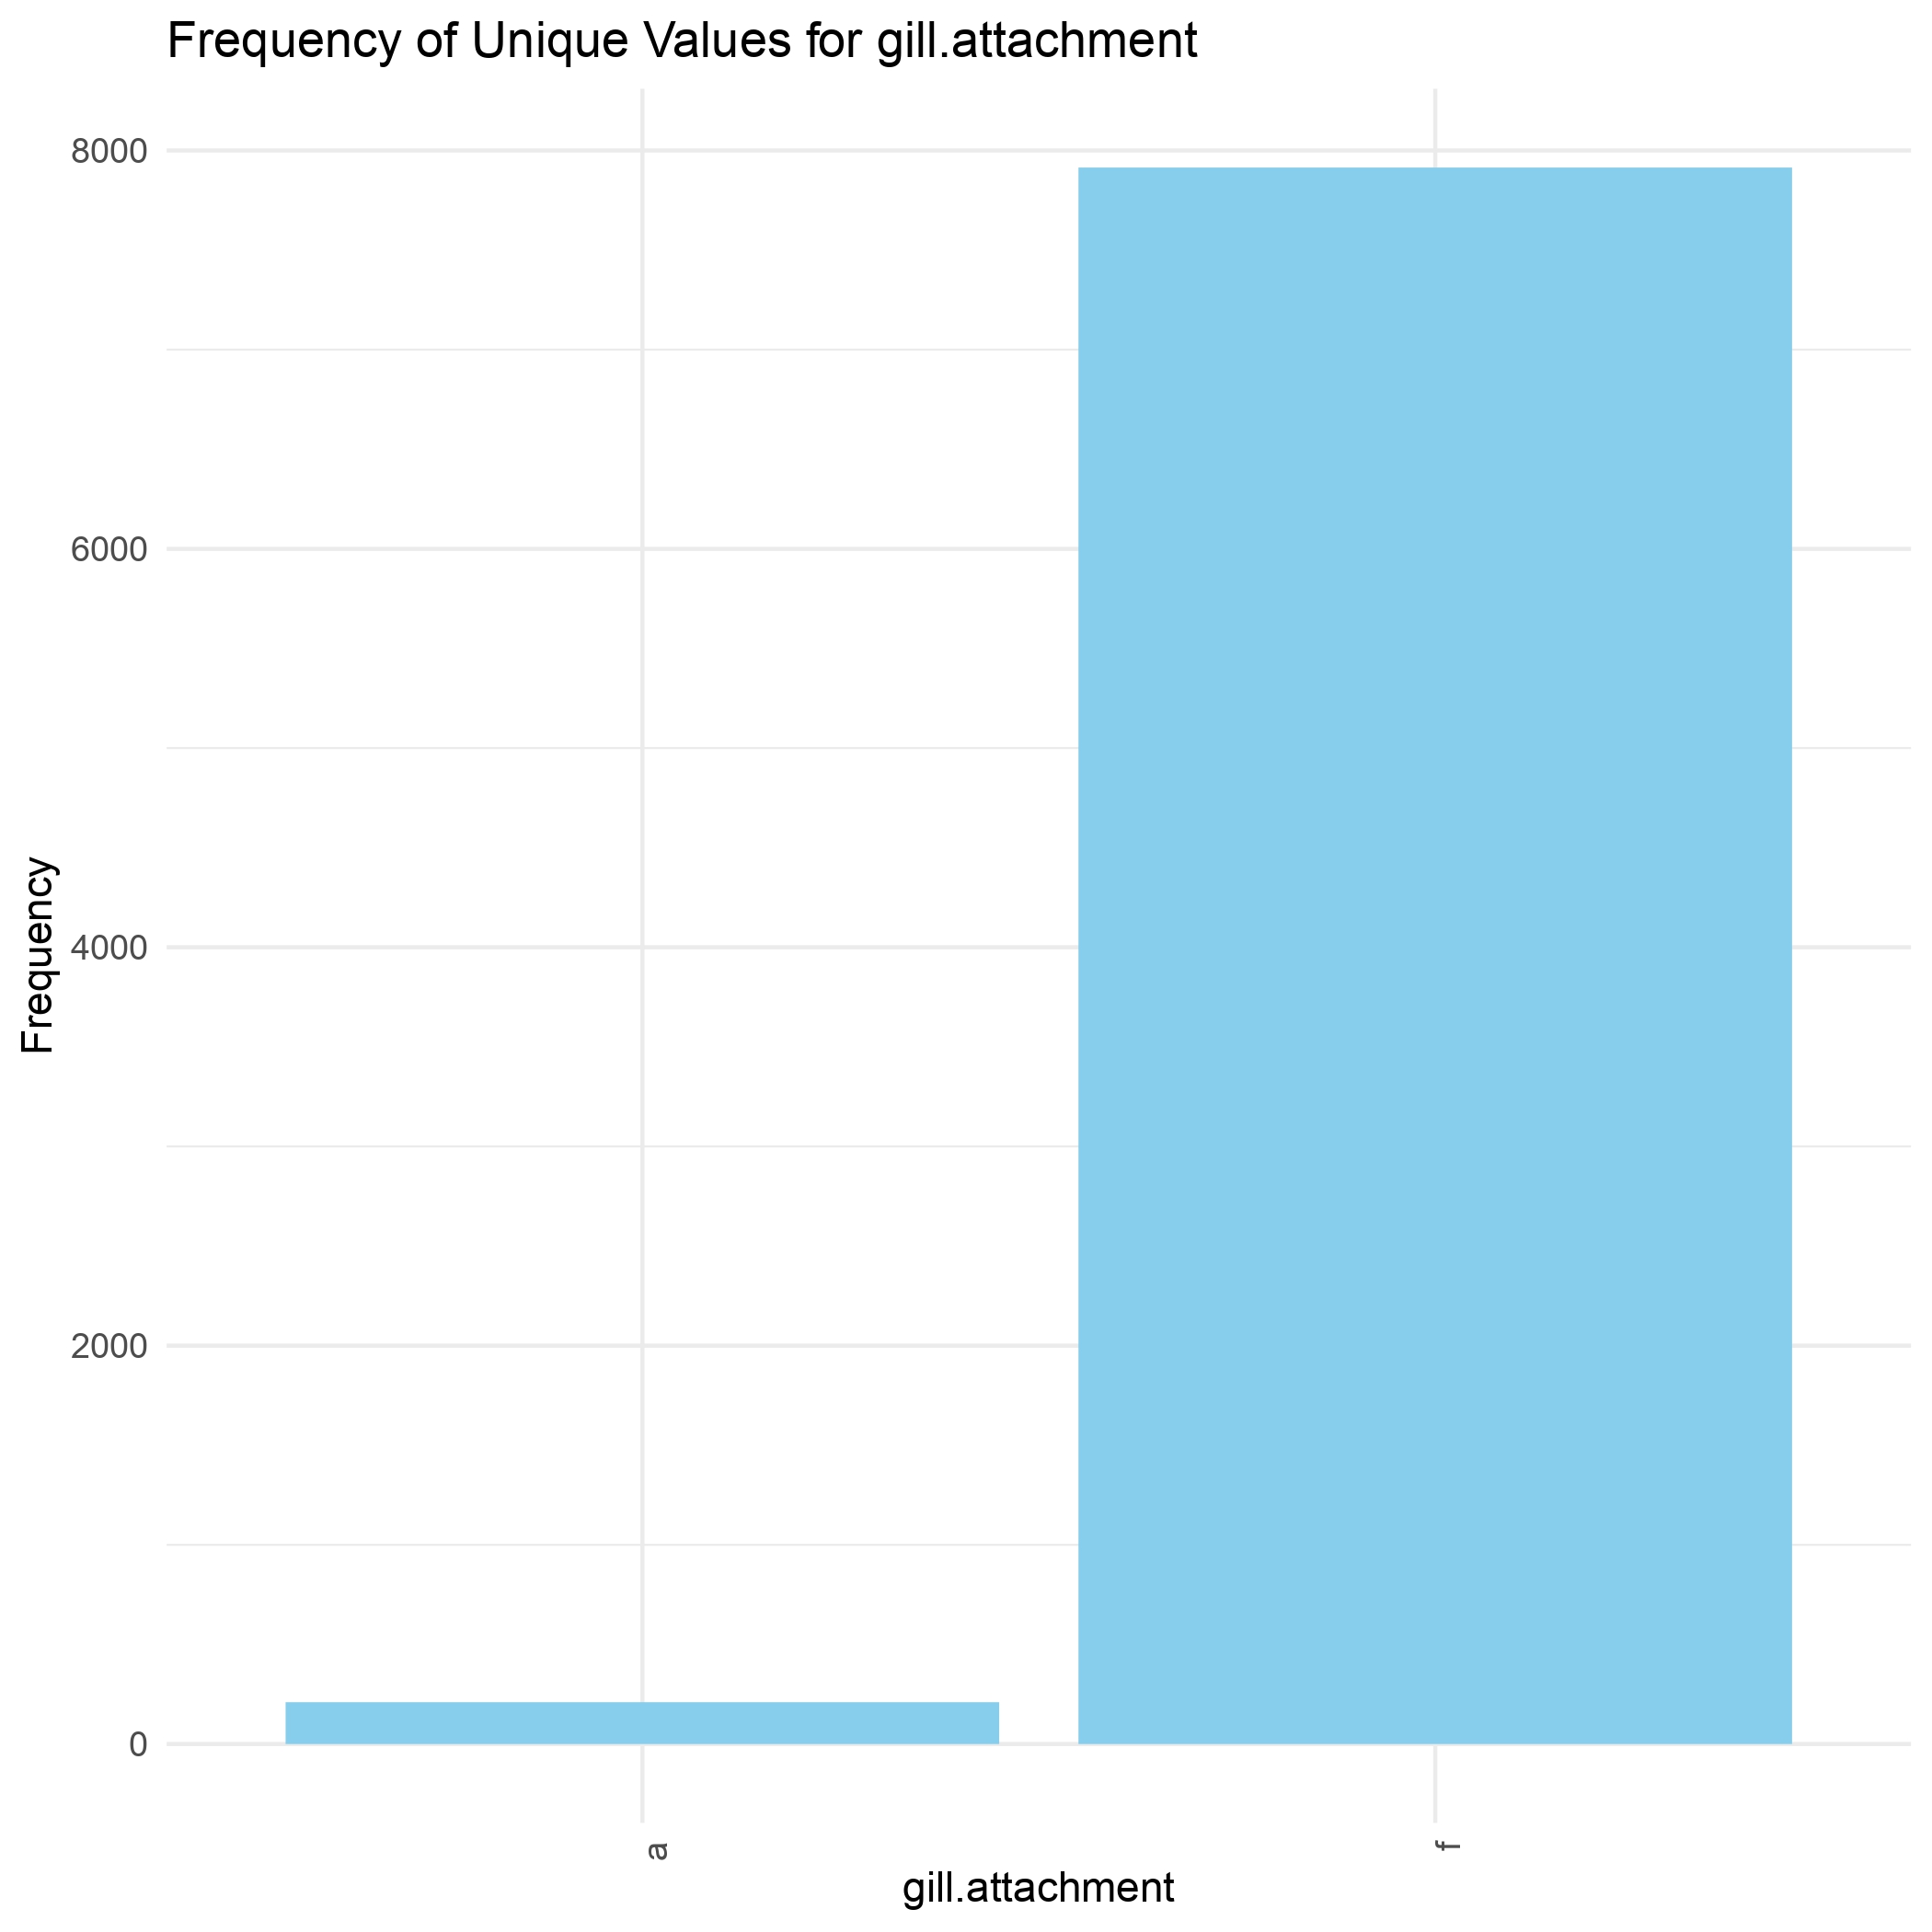 Frequency of Unique Values for gill.attachment
8000
6000
4000
2000
0
Frequency
a
f
gill.attachment